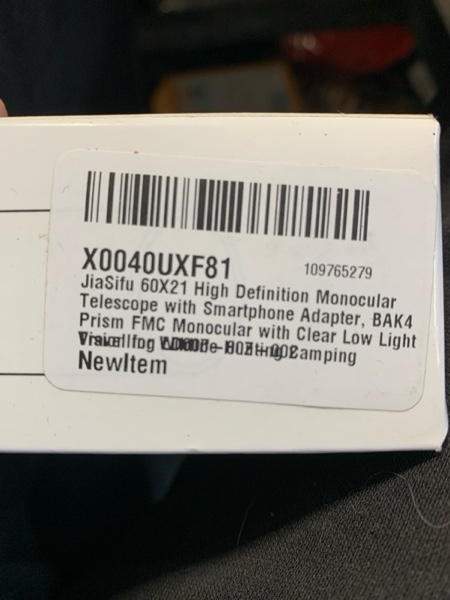 X0040UXF81 109765279
JiaSifu 60X21 High Definition Monocular
Telescope with Smartphone Adapter, BAK4
Prism FMC Monocular with Clear Low Light
Camping
NewItem